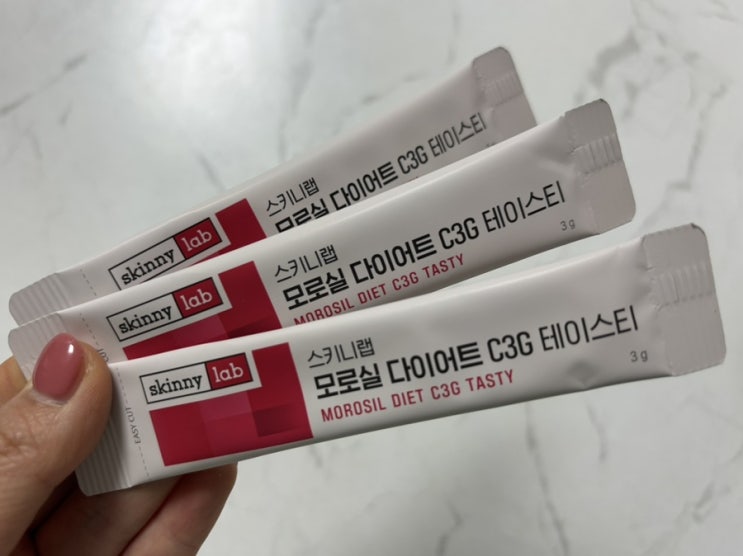 skinny lab
스키니랩
모로실 다이어트 C3G 테이스티
skinny lab
스키니랩
모로실 다이어트 C3G 테이스티
MOROSIL DIET C3G TASTY
3g
skinny lab
스키니랩
모로실 다이어트 C3G 테이스티
MOROSIL DIET C3G TASTY
3g
EASY CUT